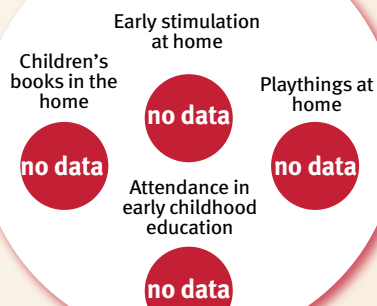 Early stimulation
at home
Children’s
books in the
home
Playthings at
home
no data
no data
no data
Attendance in
early childhood
education
no data